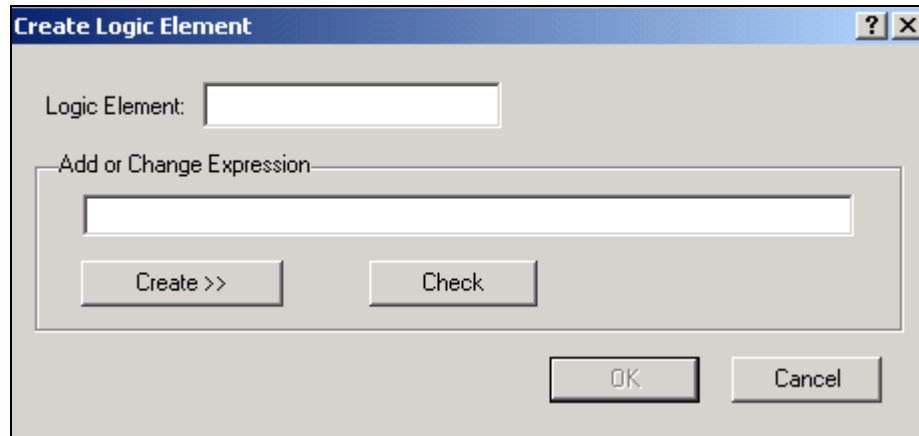 Create Logic Element
Logic Element:
Add or Change Expression
Create >>
Check
OK
Cancel